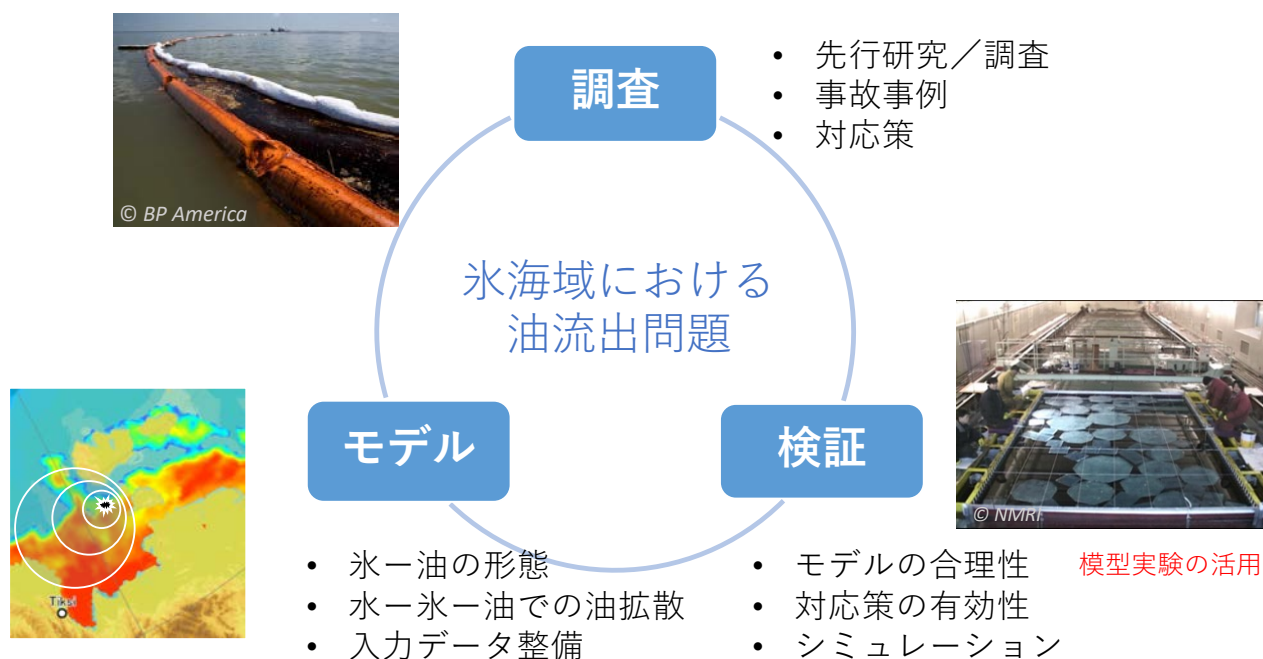 調査
• 先行研究／調査
• 事故事例
• 対応策
© BP America
氷海域における
油流出問題
モデル
検証
© NMRI
Tiksi
• 氷ー油の形態
• 水ー氷ー油での油拡散
• 入力データ整備
• モデルの合理性
• 対応策の有効性
• シミュレーション
模型実験の活用